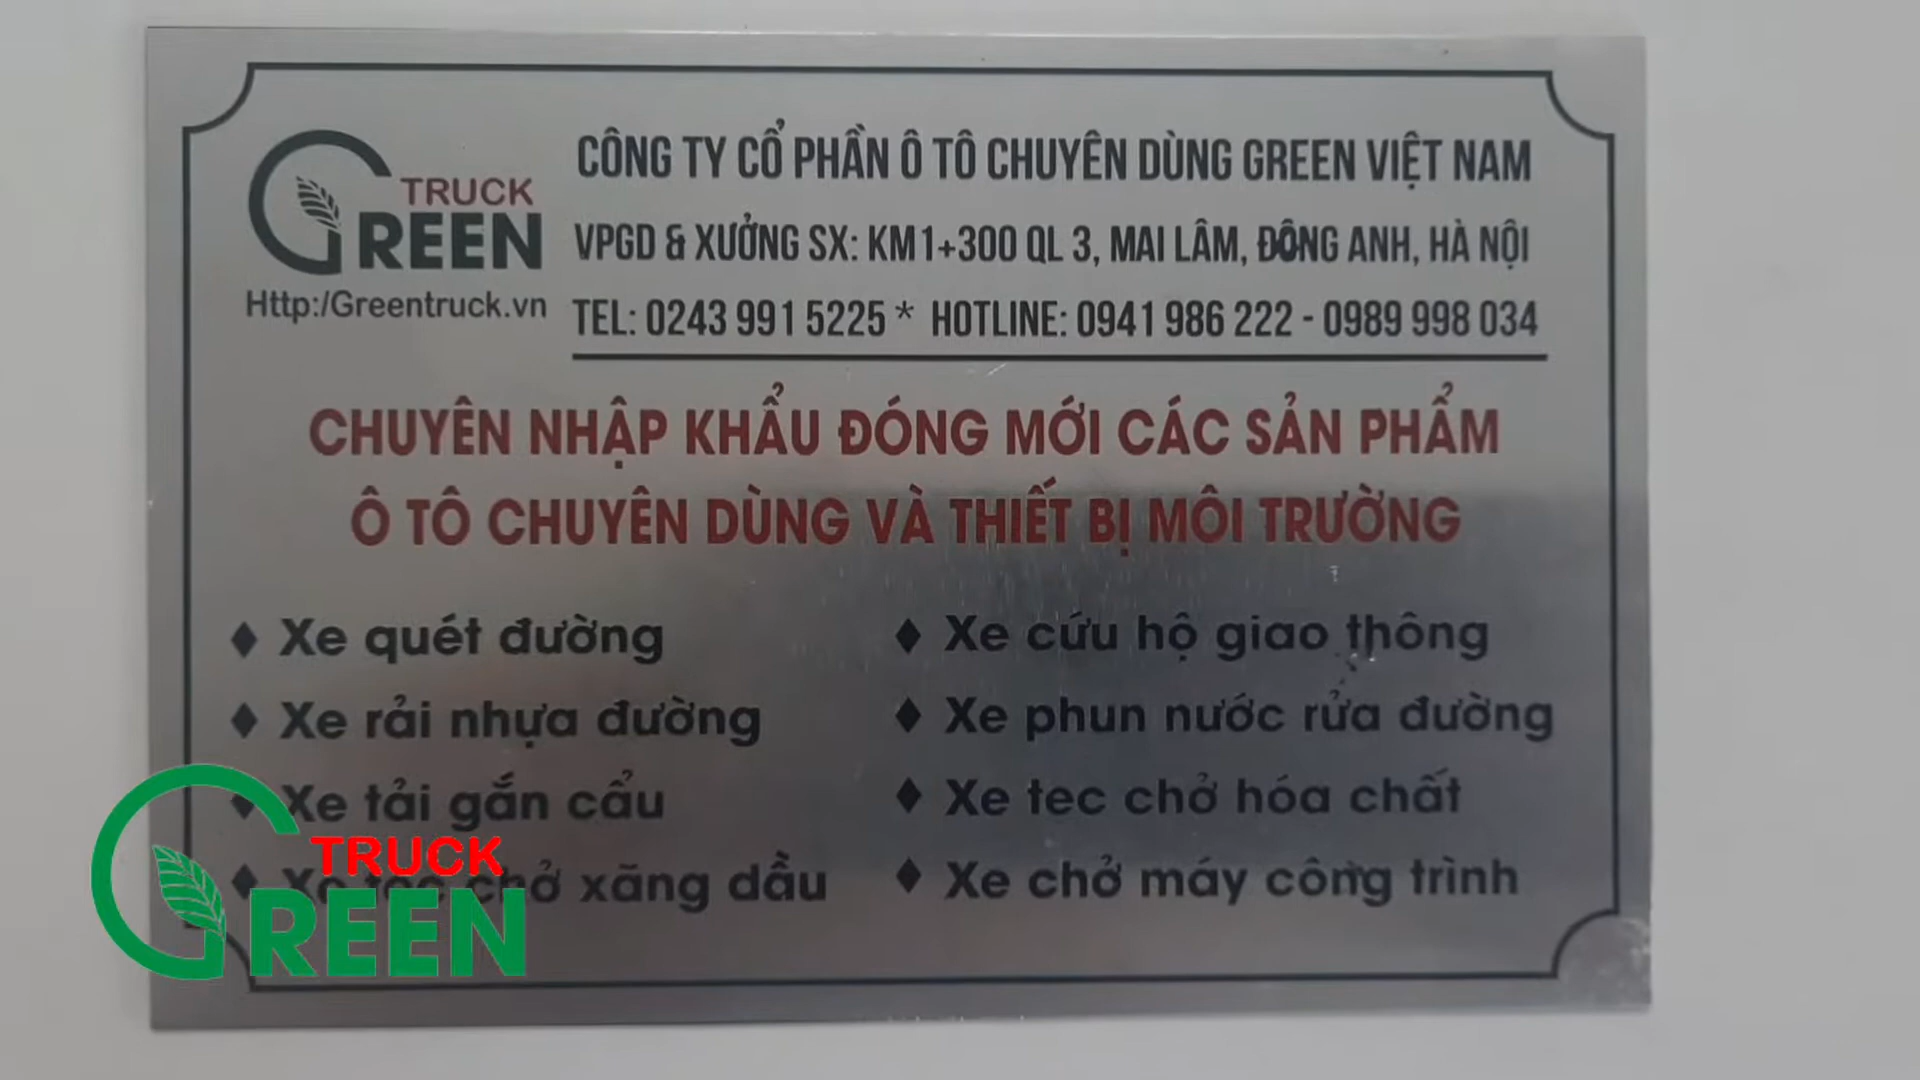 TRUCK
GREEN
Http:/Greentruck.vn
CÔNG TY CỔ PHẦN Ô TÔ CHUYÊN DÙNG GREEN VIỆT NAM
VPGD & XƯỞNG SX: KM1+300 QL 3, MAI LÂM, ĐÔNG ANH, HÀ NỘI
TEL: 0243 991 5225 * HOTLINE: 0941 986 222 - 0989 998 034
CHUYÊN NHẬP KHẨU ĐÓNG MỚI CÁC SẢN PHẨM
Ô TÔ CHUYÊN DÙNG VÀ THIẾT BỊ MÔI TRƯỜNG
♦ Xe quét đường
♦ Xe rải nhựa đường
♦ Xe tải gắn cẩu
♦ Xe tec chở xăng dầu
♦ Xe cứu hộ giao thông
♦ Xe phun nước rửa đường
♦ Xe tec chở hóa chất
♦ Xe chở máy công trình
TRUCK
GREEN